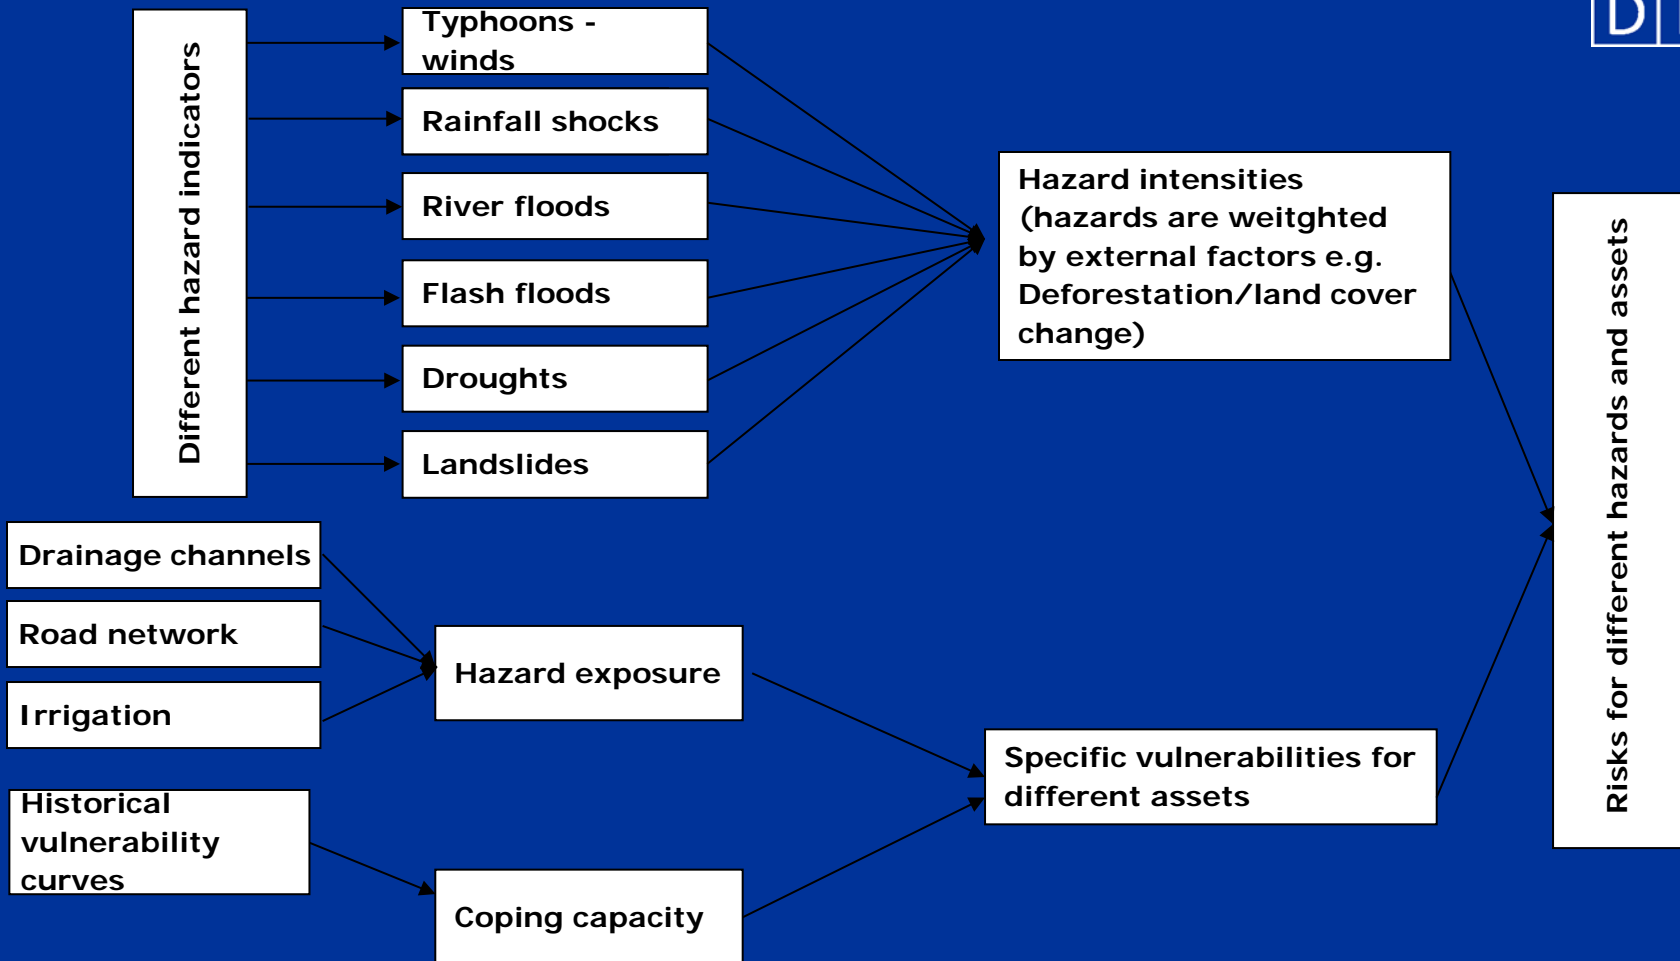 Different hazard indicators
Typhoons -
winds
Rainfall shocks
River floods
Flash floods
Droughts
Landslides
Hazard intensities
(hazards are weitghted
by external factors e.g.
Deforestation/land cover
change)
Risks for different hazards and assets
Drainage channels
Road network
Irrigation
Hazard exposure
Historical
vulnerability
curves
Coping capacity
Specific vulnerabilities for
different assets
D